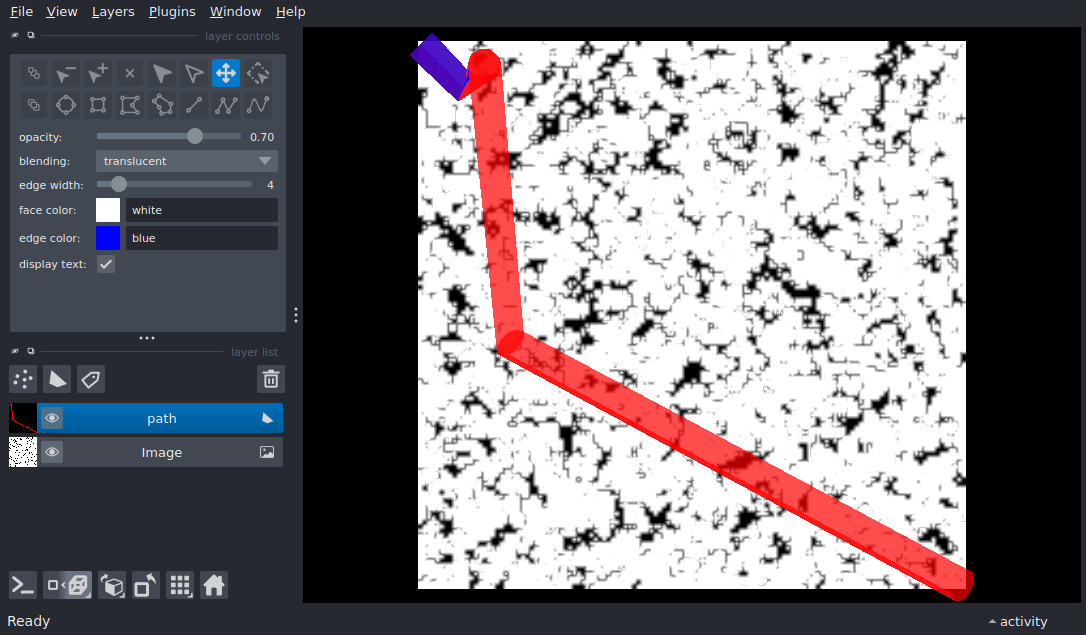 File View Layers Plugins Window Help
layer controls
opacity: 0.70
blending: translucent
edge width: 4
face color: white
edge color: blue
display text:
layer list
path
Image
Ready
activity